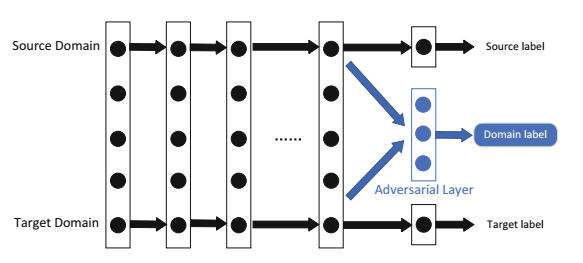 Source Domain
Source label
Domain label
......
Adversarial Layer
Target Domain
Target label